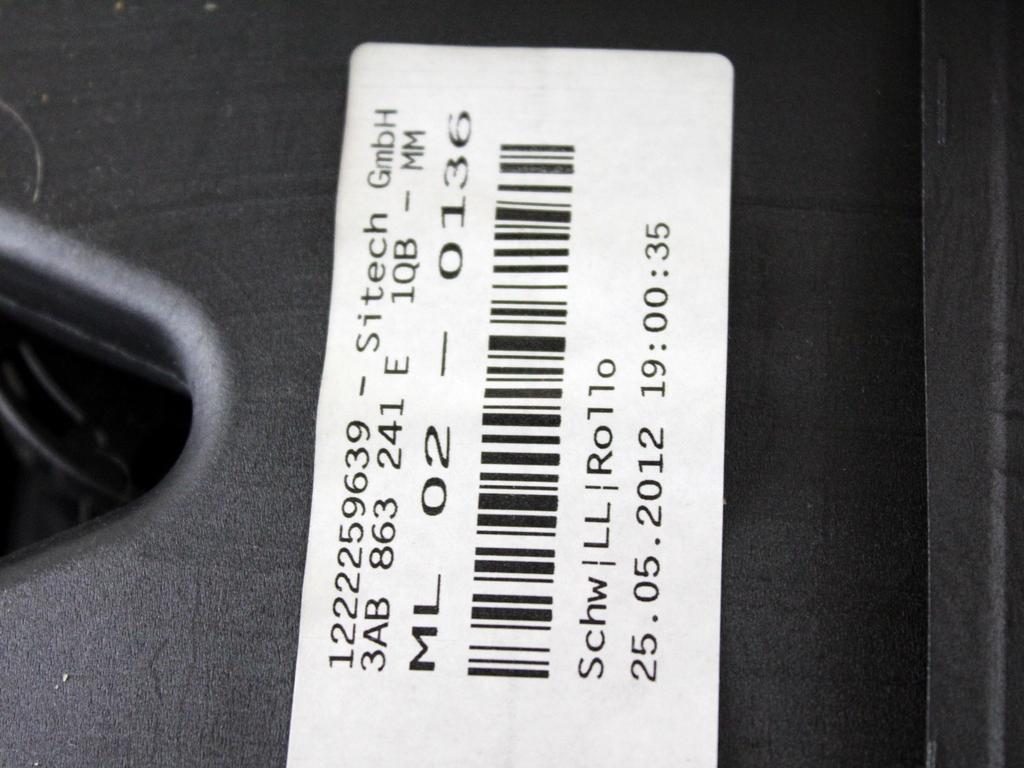 1222259639 - Sitech GmbH
3AB 863 241 E 1QB - MM
ML 02 - 0136
Schw|LL|Rollo
25.05.2012 19:00:35